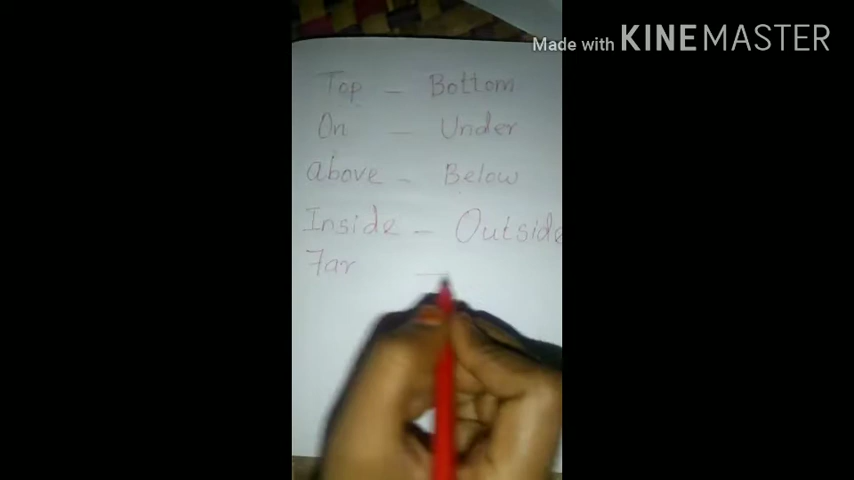 Made with KINEMASTER
Top - Bottom
On - Under
Above - Below
Inside - Outside
Far -